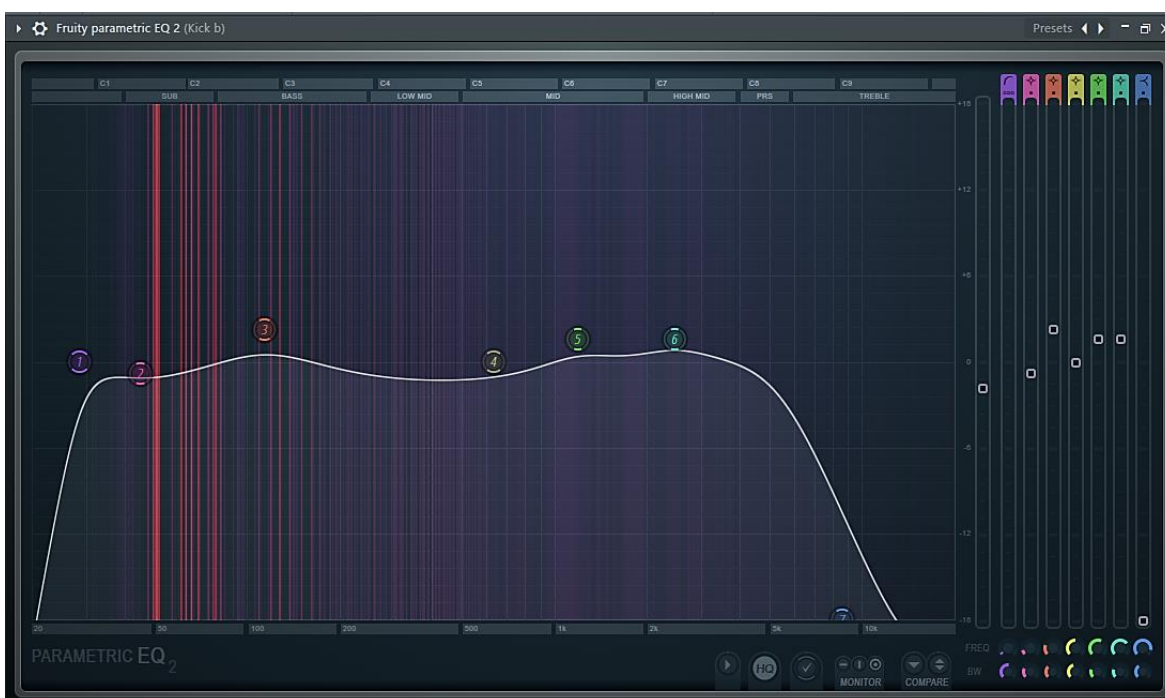 Fruity parametric EQ 2 (Kick b) Presets
C1 C2 C3 C4 C5 C6 C7 C8 C9
SUB BASS LOW MID MID HIGH MID PRS TREBLE
+18
+12
+6
0
-6
-12
-18
1 2 3 4 5 6 7
20 50 100 200 500 1k 2k 5k 10k
FREQ
PARAMETRIC EQ 2
HQ
BW
MONITOR COMPARE